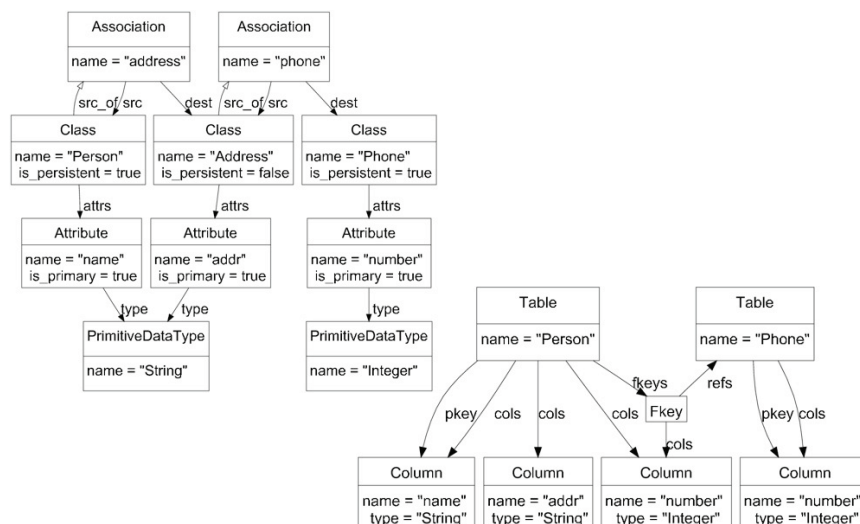 Association
Association
name = "address"
name = "phone"
src_of src
dest
src_of src
dest
Class
Class
Class
name = "Person"
is_persistent = true
name = "Address"
is_persistent = false
name = "Phone"
is_persistent = true
attrs
attrs
attrs
Attribute
Attribute
Attribute
name = "name"
is_primary = true
name = "addr"
is_primary = true
name = "number"
is_primary = true
type
type
type
PrimitiveDataType
PrimitiveDataType
name = "String"
name = "Integer"
Table
Table
name = "Person"
name = "Phone"
fkeys
refs
Fkey
pkey
cols
cols
cols
cols
pkey
cols
Column
Column
Column
Column
name = "name"
type = "String"
name = "addr"
type = "String"
name = "number"
type = "Integer"
name = "number"
type = "Integer"